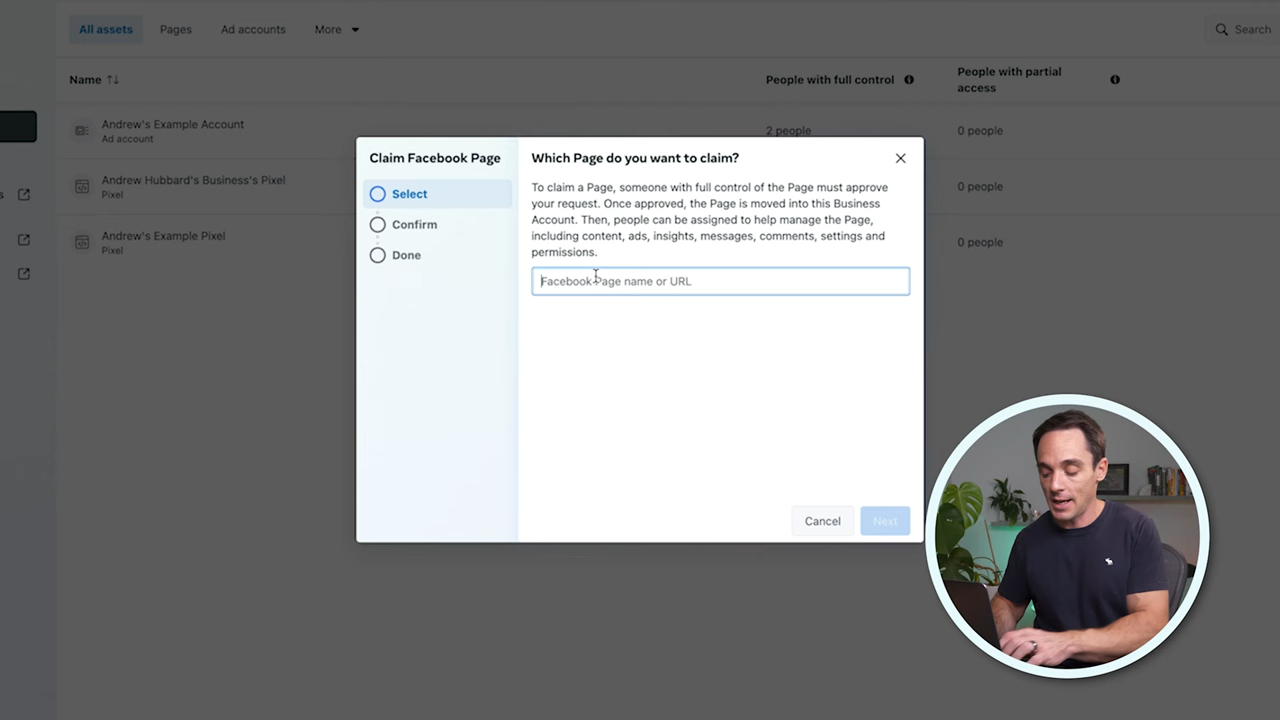 All assets
Pages
Ad accounts
More
Search
Name
People with full control
People with partial
access
Andrew's Example Account
Ad account
2 people
0 people
Andrew Hubbard's Business's Pixel
Pixel
0 people
Andrew's Example Pixel
Pixel
0 people
s
Claim Facebook Page
Select
Confirm
Done
Which Page do you want to claim?
To claim a Page, someone with full control of the Page must approve
your request. Once approved, the Page is moved into this Business
Account. Then, people can be assigned to help manage the Page,
including content, ads, insights, messages, comments, settings and
permissions.
Facebook Page name or URL
Cancel
Next